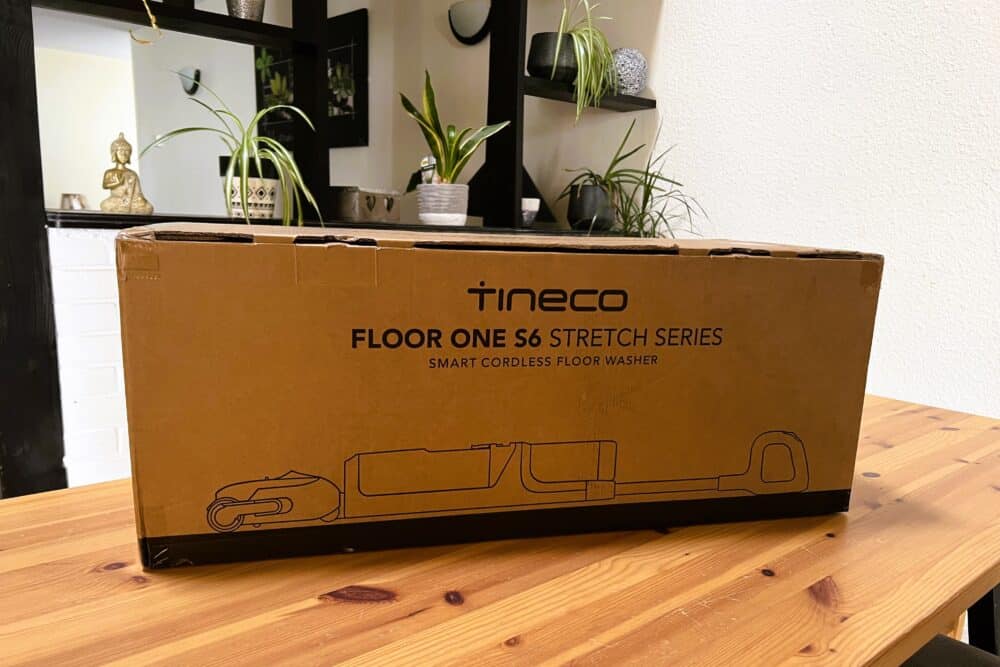 tineco
FLOOR ONE S6 STRETCH SERIES
SMART CORDLESS FLOOR WASHER